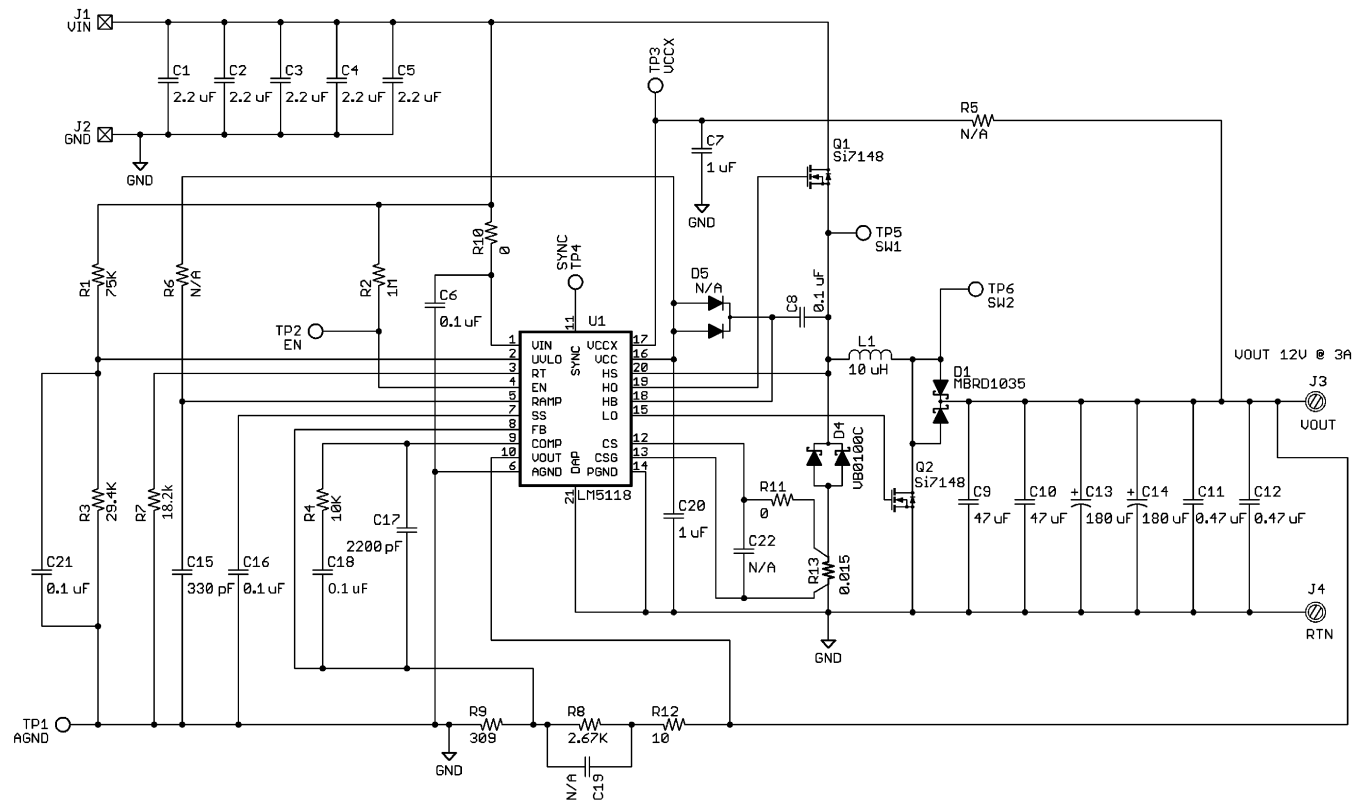 J1
VIN
C1
2.2 uF
C2
2.2 uF
C3
2.2 uF
C4
2.2 uF
C5
2.2 uF
J2
GND
GND
TP3
VCCX
C7
1 uF
GND
R5
N/A
Q1
Si7148
TP5
SW1
TP6
SW2
R1
75K
R6
N/A
R2
1M
R10
0
C6
0.1 uF
TP2
EN
SYNC
TP4
D5
N/A
C8
0.1 uF
L1
10 uH
D1
MBRD1035
VOUT 12V @ 3A
J3
VOUT
U1
11
SYNC
1 VIN
2 UVLO
3 RT
4 EN
5 RAMP
7 SS
8 FB
9 COMP
10 VOUT
6 AGND
VCCX 17
VCC 16
HS 20
HO 19
HB 18
LO 15
CS 12
CSG 13
PGND 14
DAP
21
LM5118
D4
VB0100C
Q2
Si7148
R3
29.4K
R7
18.2k
R4
10K
C17
2200 pF
C20
1 uF
R11
0
C22
N/A
R13
0.015
C9
47 uF
C10
47 uF
+ C13
180 uF
+ C14
180 uF
C11
0.47 uF
C12
0.47 uF
C21
0.1 uF
C15
330 pF
C16
0.1 uF
C18
0.1 uF
J4
RTN
GND
TP1
AGND
GND
R9
309
R8
2.67K
R12
10
N/A
C19